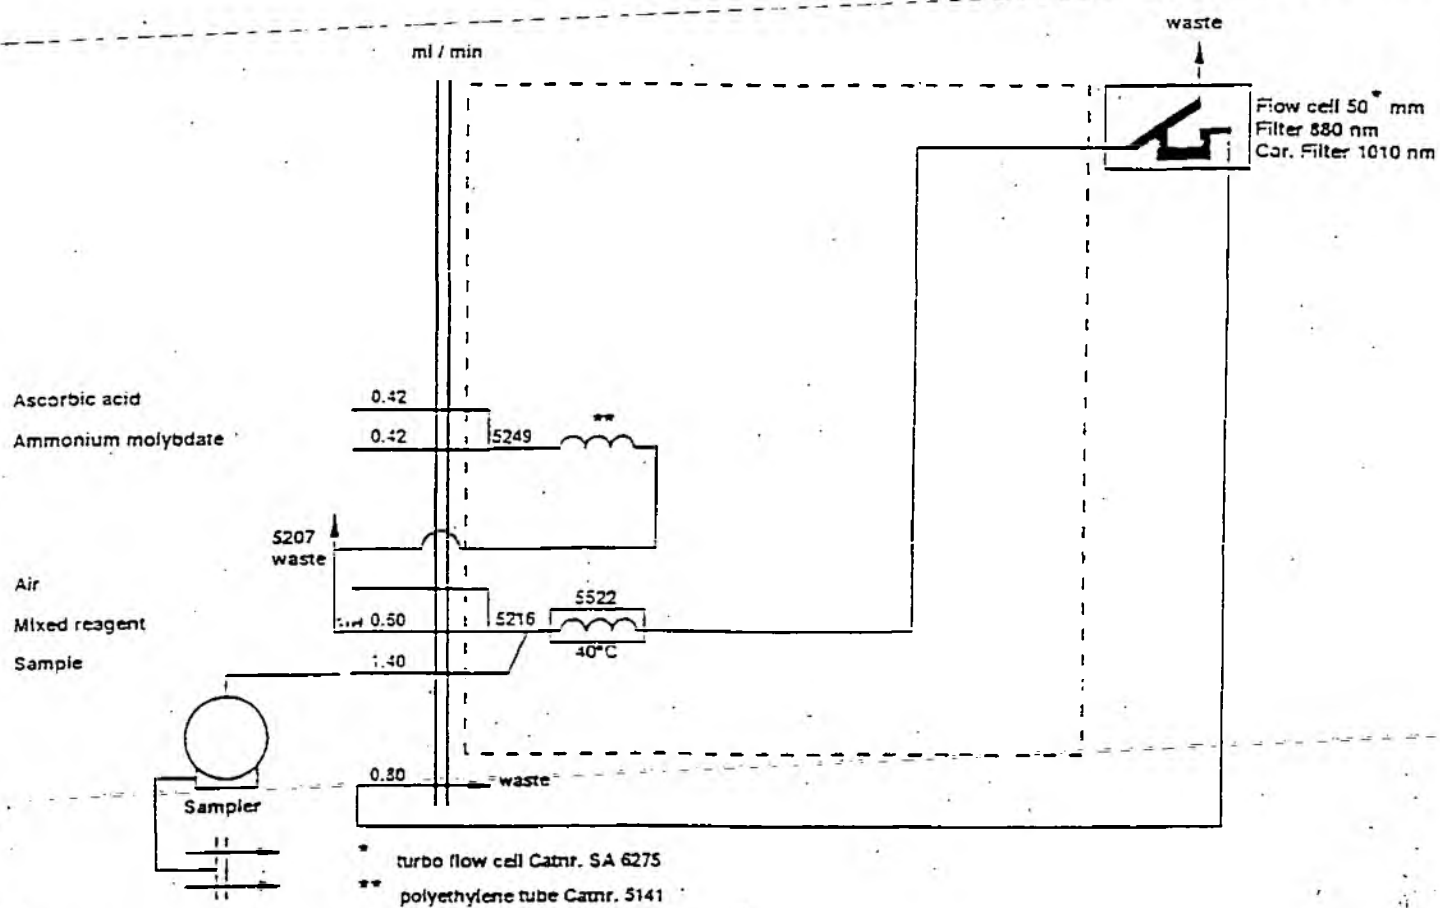 waste
ml / min
Flow cell 50 * mm
Filter 880 nm
Cor. Filter 1010 nm
Ascorbic acid
0.42
**
Ammonium molybdate
0.42
5249
5207
waste
Air
5522
Mixed reagent
0.50
5216
40°C
Sample
1.40
0.80
waste
Sampler
* turbo flow cell Catnr. SA 6275
** polyethylene tube Catnr. 5141